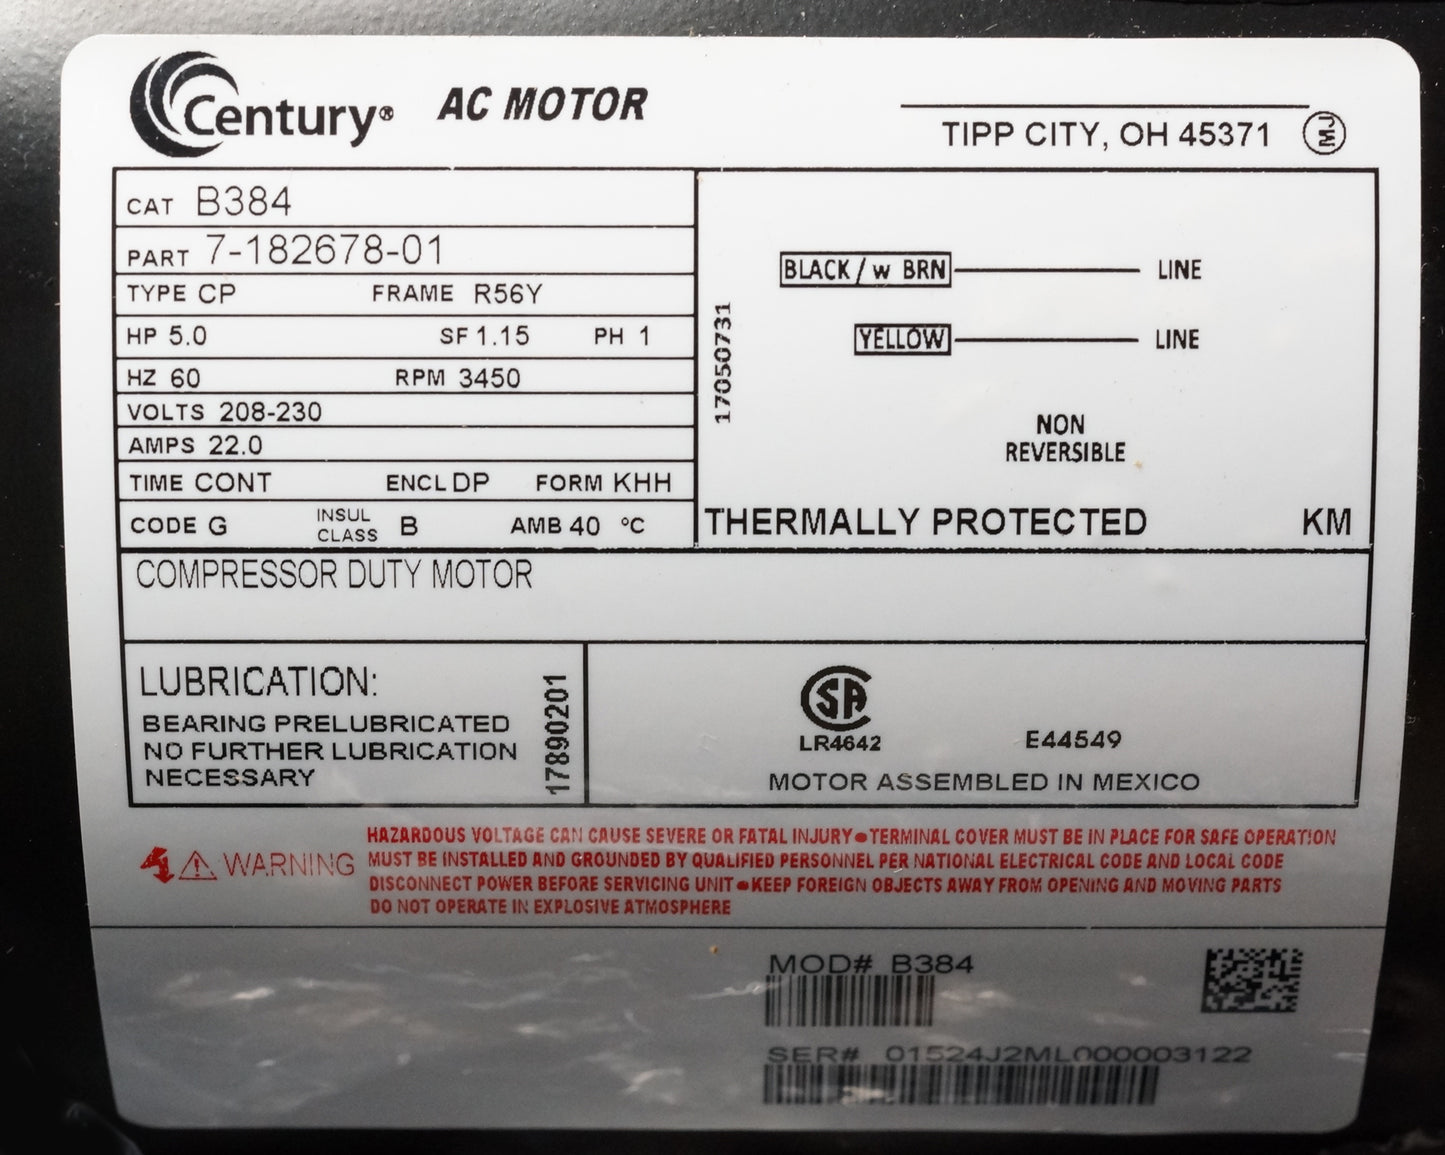 Century® AC MOTOR
TIPP CITY, OH 45371 MJ
CAT B384
PART 7-182678-01
TYPE CP FRAME R56Y
HP 5.0 SF 1.15 PH 1
HZ 60 RPM 3450
VOLTS 208-230
AMPS 22.0
TIME CONT ENCL DP FORM KHH
CODE G INSUL CLASS B AMB 40 °C
17050731
BLACK / w BRN LINE
YELLOW LINE
NON
REVERSIBLE
THERMALLY PROTECTED KM
COMPRESSOR DUTY MOTOR
LUBRICATION:
BEARING PRELUBRICATED
NO FURTHER LUBRICATION
NECESSARY
17890201
SA
LR4642 E44549
MOTOR ASSEMBLED IN MEXICO
WARNING
HAZARDOUS VOLTAGE CAN CAUSE SEVERE OR FATAL INJURY • TERMINAL COVER MUST BE IN PLACE FOR SAFE OPERATION
MUST BE INSTALLED AND GROUNDED BY QUALIFIED PERSONNEL PER NATIONAL ELECTRICAL CODE AND LOCAL CODE
DISCONNECT POWER BEFORE SERVICING UNIT • KEEP FOREIGN OBJECTS AWAY FROM OPENING AND MOVING PARTS
DO NOT OPERATE IN EXPLOSIVE ATMOSPHERE
MOD# B384
SER# 01524J2ML000003122